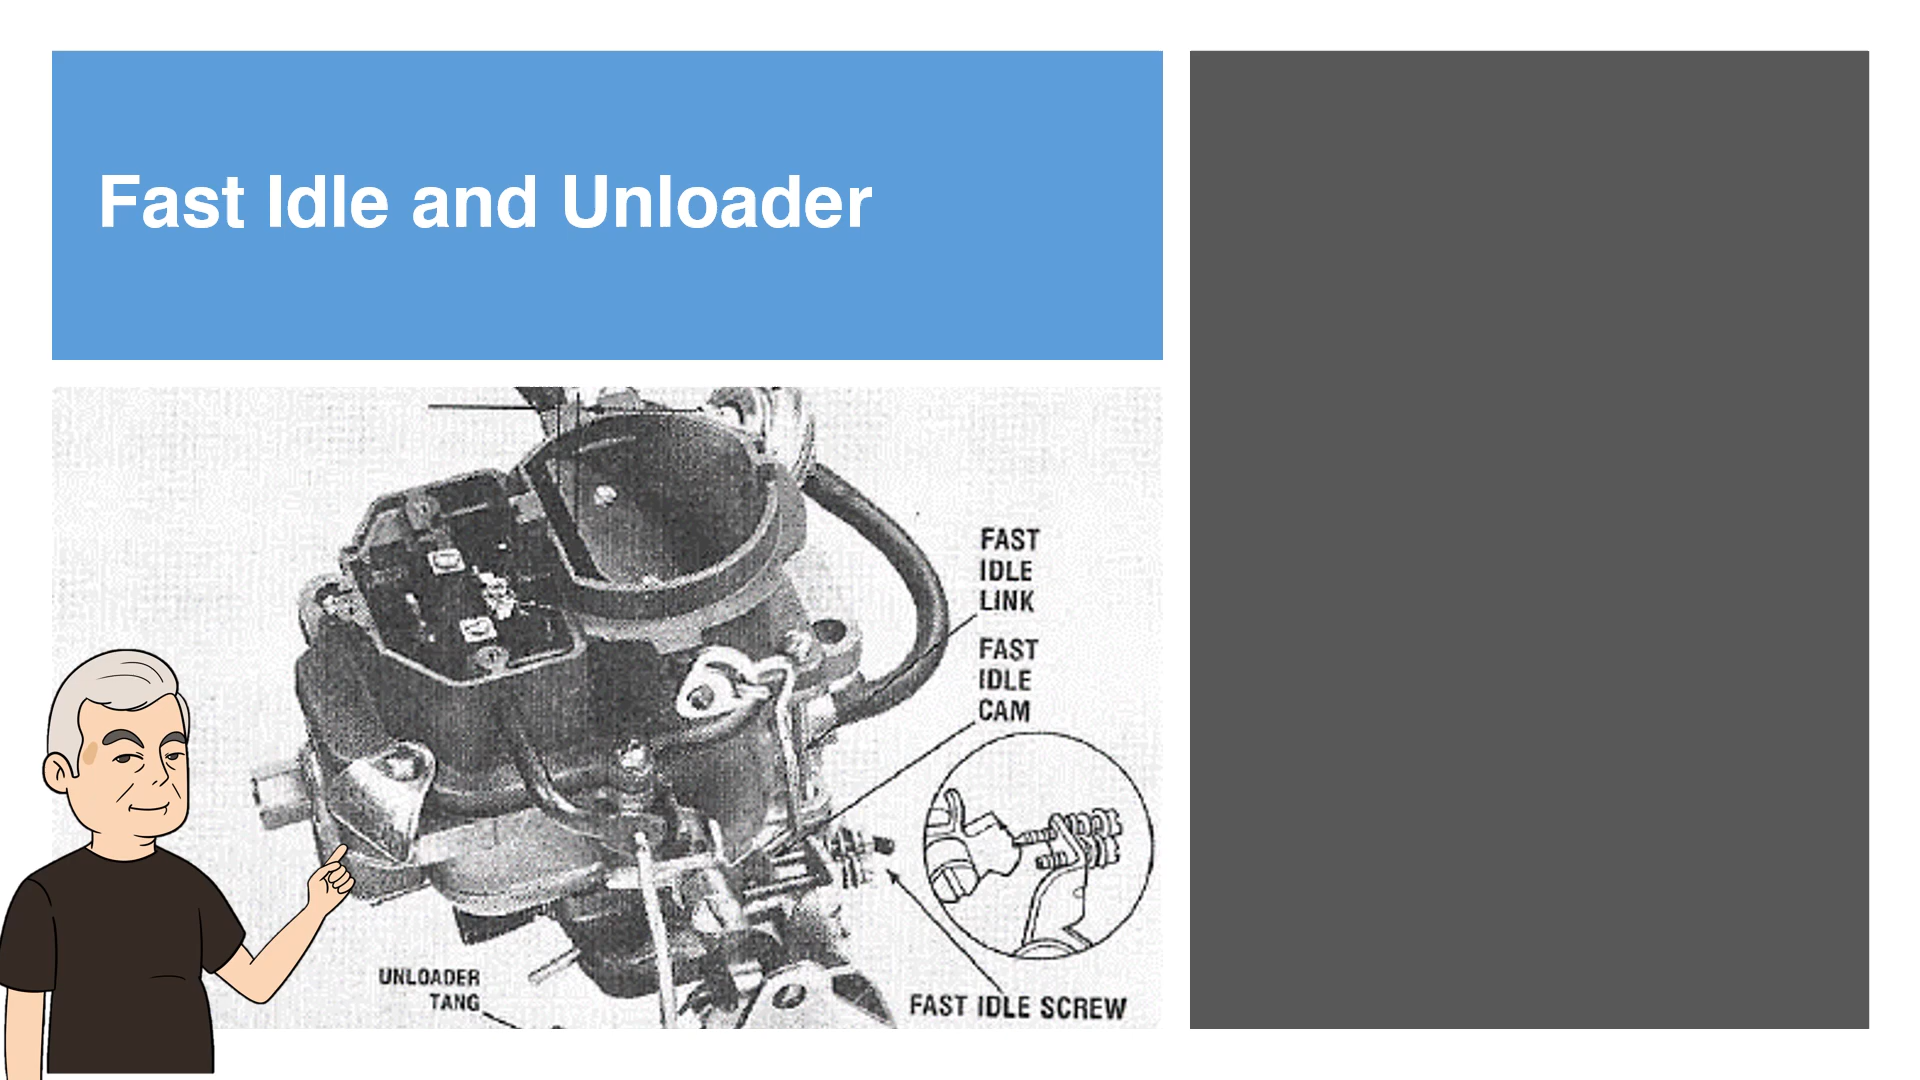 Fast Idle and Unloader
FAST
IDLE
LINK
FAST
IDLE
CAM
UNLOADER
TANG
FAST IDLE SCREW